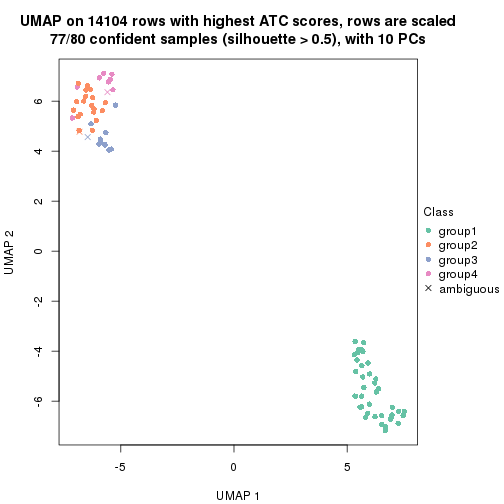 UMAP on 14104 rows with highest ATC scores, rows are scaled
77/80 confident samples (silhouette > 0.5), with 10 PCs
6
4
2
0
-2
-4
-6
UMAP 2
-5
0
5
UMAP 1
Class
group1
group2
group3
group4
ambiguous